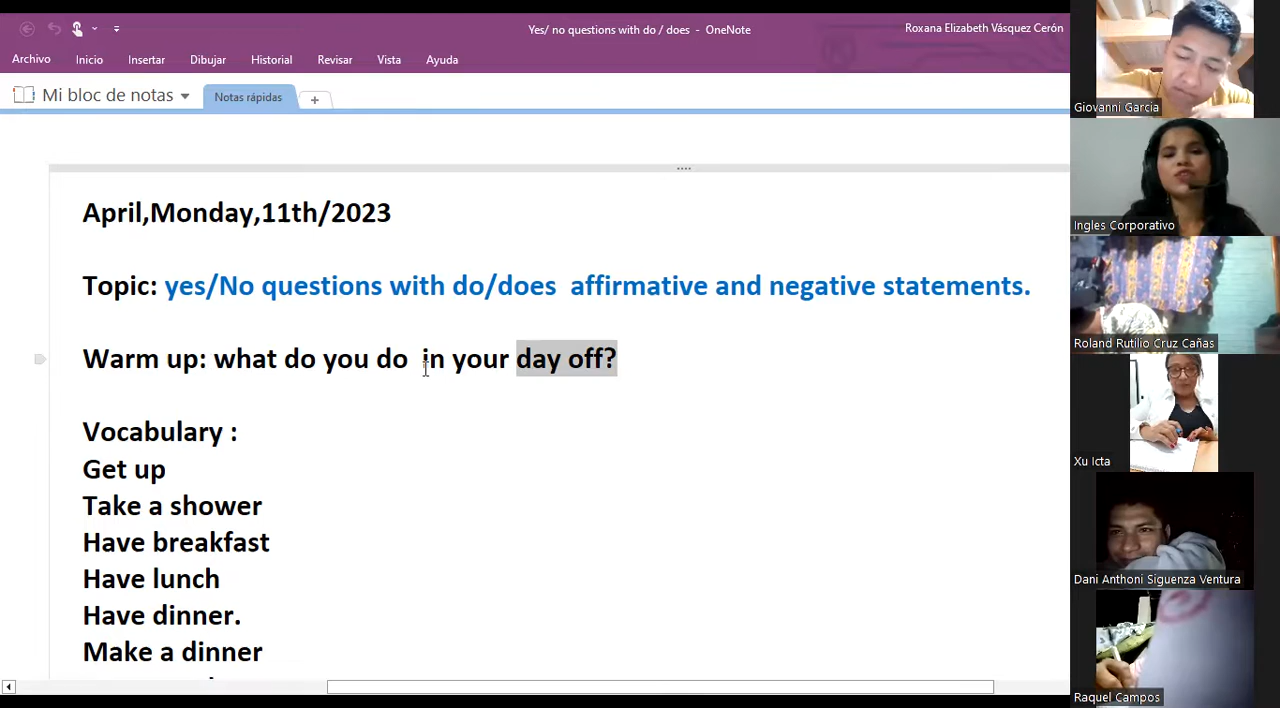 Yes/ no questions with do / does - OneNote
Roxana Elizabeth Vásquez Cerón
Archivo Inicio Insertar Dibujar Historial Revisar Vista Ayuda
Mi bloc de notas Notas rápidas
April,Monday,11th/2023
Topic: yes/No questions with do/does affirmative and negative statements.
Warm up: what do you do in your day off?
Vocabulary :
Get up
Take a shower
Have breakfast
Have lunch
Have dinner.
Make a dinner
Giovanni Garcia
Ingles Corporativo
Roland Rutilio Cruz Cañas
Xu Icta
Dani Anthoni Siguenza Ventura
Raquel Campos